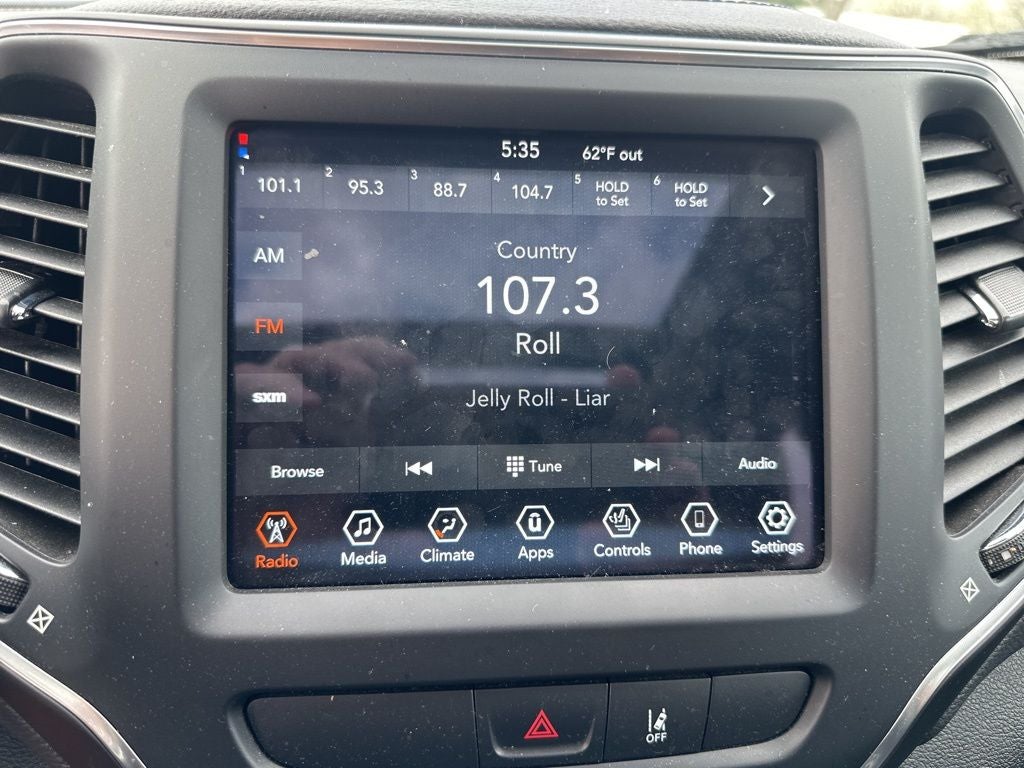 5:35 62°F out
1 101.1 2 95.3 3 88.7 4 104.7 5 HOLD to Set 6 HOLD to Set
AM
Country
107.3
FM
Roll
sxm
Jelly Roll - Liar
Browse Tune Audio
û
Radio Media Climate Apps Controls Phone Settings
OFF